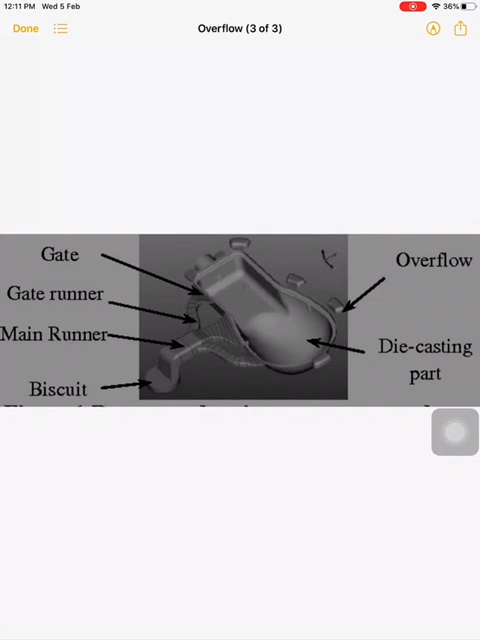 12:11 PM Wed 5 Feb
36%
Done
Overflow (3 of 3)
Gate
Gate runner
Main Runner
Biscuit
Overflow
Die-casting
part